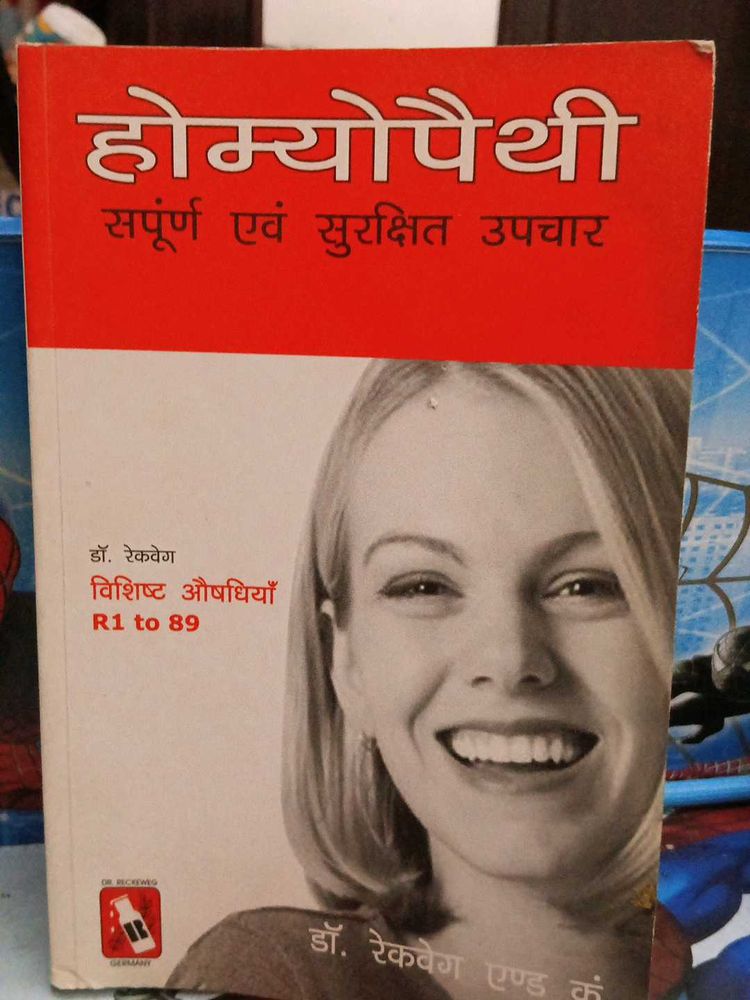 होम्योपैथी
सपूंर्ण एवं सुरक्षित उपचार
डॉ. रेकवेग
विशिष्ट औषधियाँ
R1 to 89
DR. RECKEWEG
R
GERMANY
डॉ. रेकवेग एण्ड कं